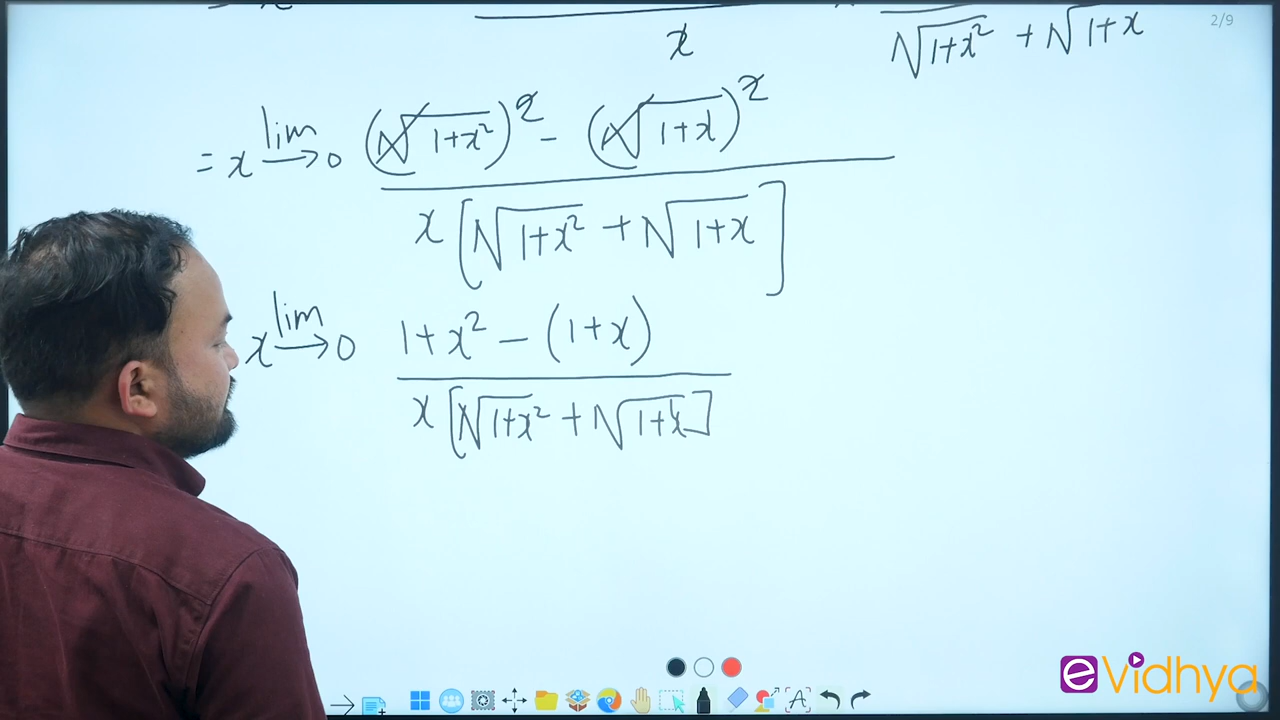 2/9
x √1+x² + √1+x
= lim x→0 (√1+x²)² - (√1+x)²
x[√1+x² + √1+x]
lim x→0 1+x² - (1+x)
x[√1+x² + √1+x]
eVidhya